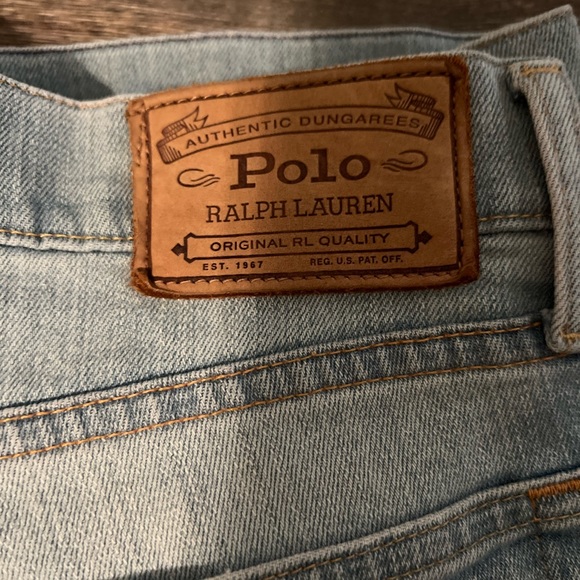 AUTHENTIC DUNGAREES
Polo
RALPH LAUREN
ORIGINAL RL QUALITY
EST. 1967 REG. U.S. PAT. OFF.